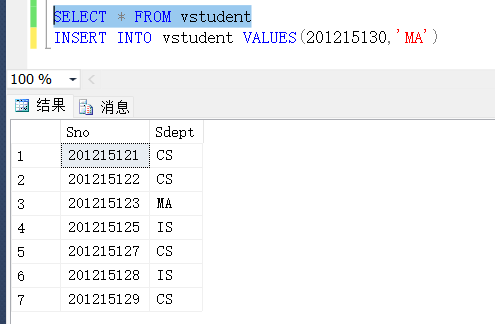 SELECT * FROM vstudent
INSERT INTO vstudent VALUES(201215130,'MA')
100 %
结果 消息
Sno Sdept
1 201215121 CS
2 201215122 CS
3 201215123 MA
4 201215125 IS
5 201215127 CS
6 201215128 IS
7 201215129 CS